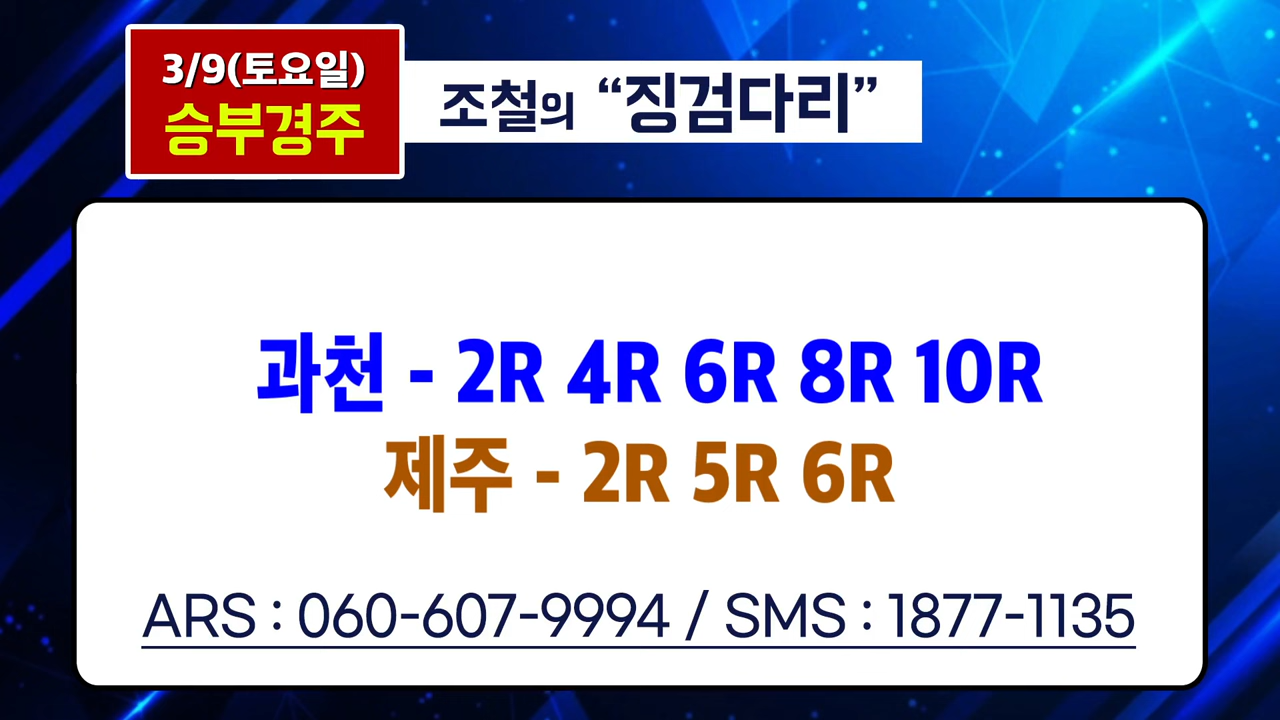 3/9(토요일)
승부경주
조철의 “징검다리”
과천 - 2R 4R 6R 8R 10R
제주 - 2R 5R 6R
ARS : 060-607-9994 / SMS : 1877-1135